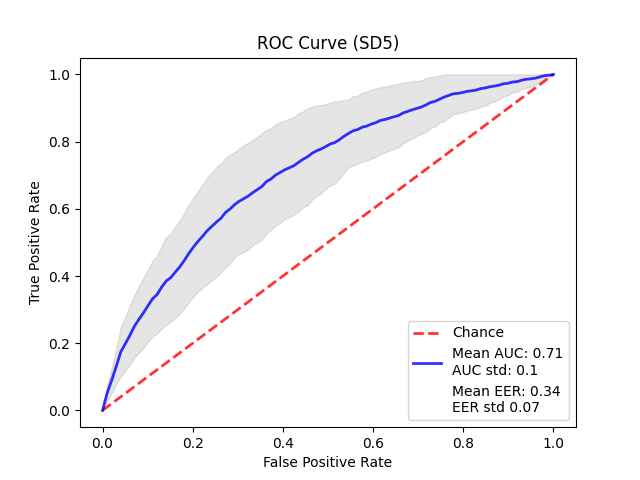 ROC Curve (SD5)
True Positive Rate
1.0
0.8
0.6
0.4
0.2
0.0
0.0 0.2 0.4 0.6 0.8 1.0
False Positive Rate
Chance
Mean AUC: 0.71
AUC std: 0.1
Mean EER: 0.34
EER std 0.07